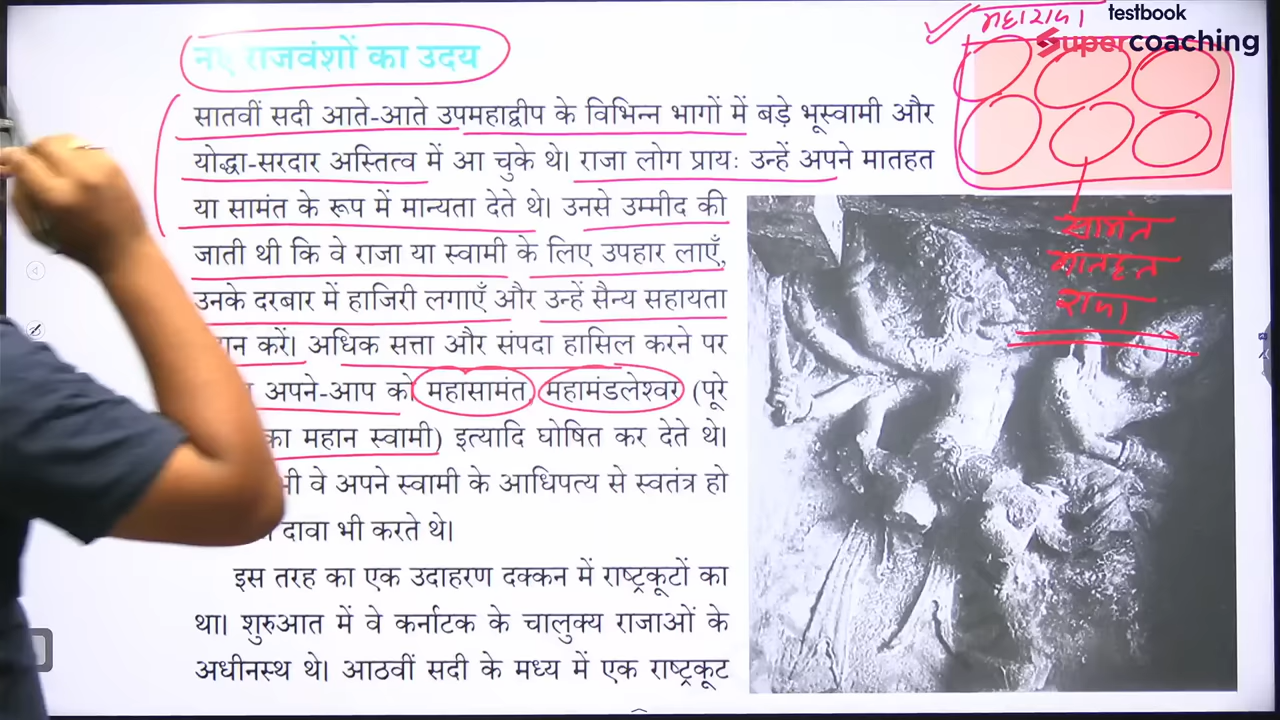 महाराजा
testbook
Supercoaching
नए राजवंशों का उदय
सातवीं सदी आते-आते उपमहाद्वीप के विभिन्न भागों में बड़े भूस्वामी और
योद्धा-सरदार अस्तित्व में आ चुके थे। राजा लोग प्रायः उन्हें अपने मातहत
या सामंत के रूप में मान्यता देते थे। उनसे उम्मीद की
जाती थी कि वे राजा या स्वामी के लिए उपहार लाएँ,
उनके दरबार में हाजिरी लगाएँ और उन्हें सैन्य सहायता
करें। अधिक सत्ता और संपदा हासिल करने पर
अपने-आप को महासामंत, महामंडलेश्वर (पूरे
का महान स्वामी) इत्यादि घोषित कर देते थे।
वे अपने स्वामी के आधिपत्य से स्वतंत्र हो
दावा भी करते थे।
इस तरह का एक उदाहरण दक्कन में राष्ट्रकूटों का
था। शुरुआत में वे कर्नाटक के चालुक्य राजाओं के
अधीनस्थ थे। आठवीं सदी के मध्य में एक राष्ट्रकूट
सामंत
मातहत
राजा